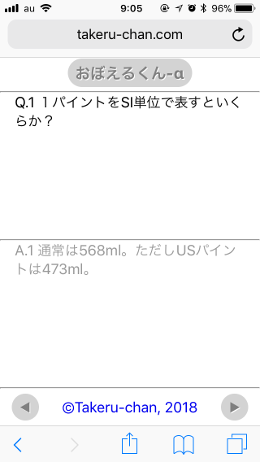 au 9:05 96%
takeru-chan.com
おぼえるくん-α
Q.1 １パイントをSI単位で表すといく
らか？
A.1 通常は568ml。ただしUSパイン
トは473ml。
©Takeru-chan, 2018